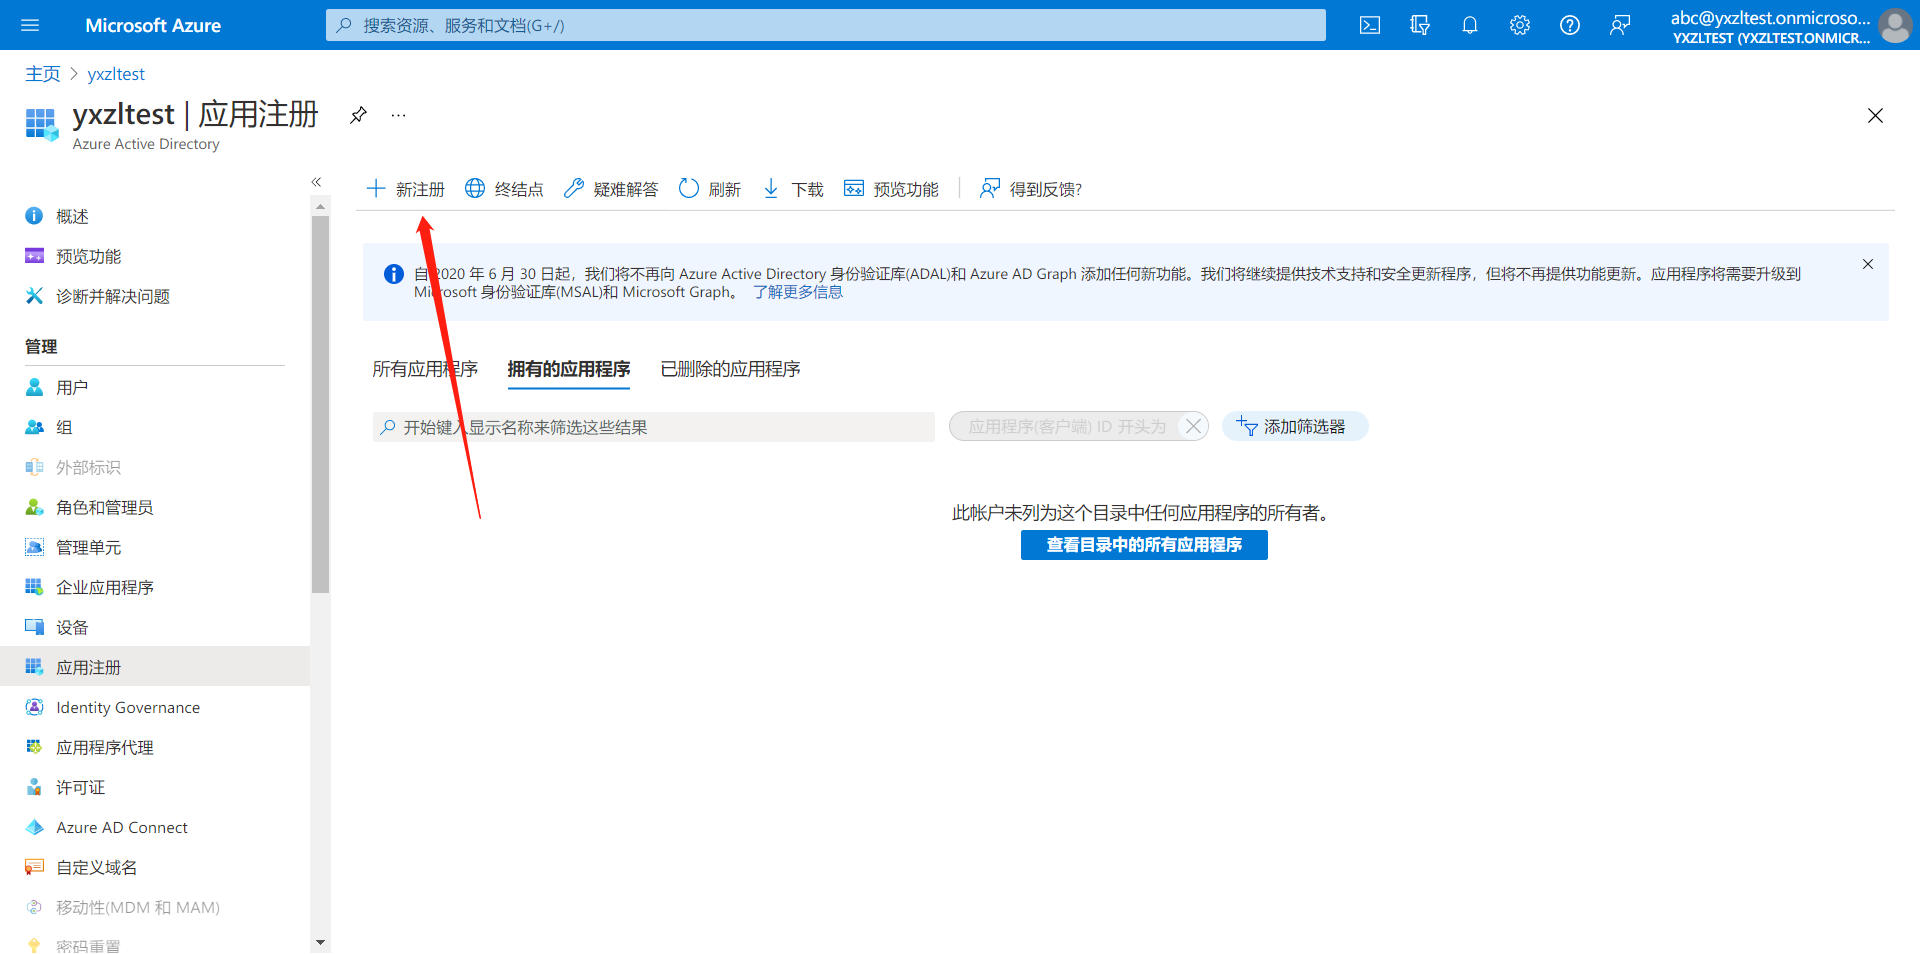 Microsoft Azure
搜索资源、服务和文档(G+/)
abc@yxzltest.onmicroso...
YXZLTEST (YXZLTEST.ONMICR...
主页 > yxzltest
yxzltest | 应用注册
Azure Active Directory
新注册 终结点 疑难解答 刷新 下载 预览功能 得到反馈?
概述
预览功能
诊断并解决问题
管理
用户
组
外部标识
角色和管理员
管理单元
企业应用程序
设备
应用注册
Identity Governance
应用程序代理
许可证
Azure AD Connect
自定义域名
移动性(MDM 和 MAM)
密码重置
自 2020 年 6 月 30 日起，我们将不再向 Azure Active Directory 身份验证库(ADAL)和 Azure AD Graph 添加任何新功能。我们将继续提供技术支持和安全更新程序，但将不再提供功能更新。应用程序将需要升级到
Microsoft 身份验证库(MSAL)和 Microsoft Graph。 了解更多信息
所有应用程序 拥有的应用程序 已删除的应用程序
开始键入显示名称来筛选这些结果
应用程序(客户端) ID 开头为
添加筛选器
此帐户未列为这个目录中任何应用程序的所有者。
查看目录中的所有应用程序